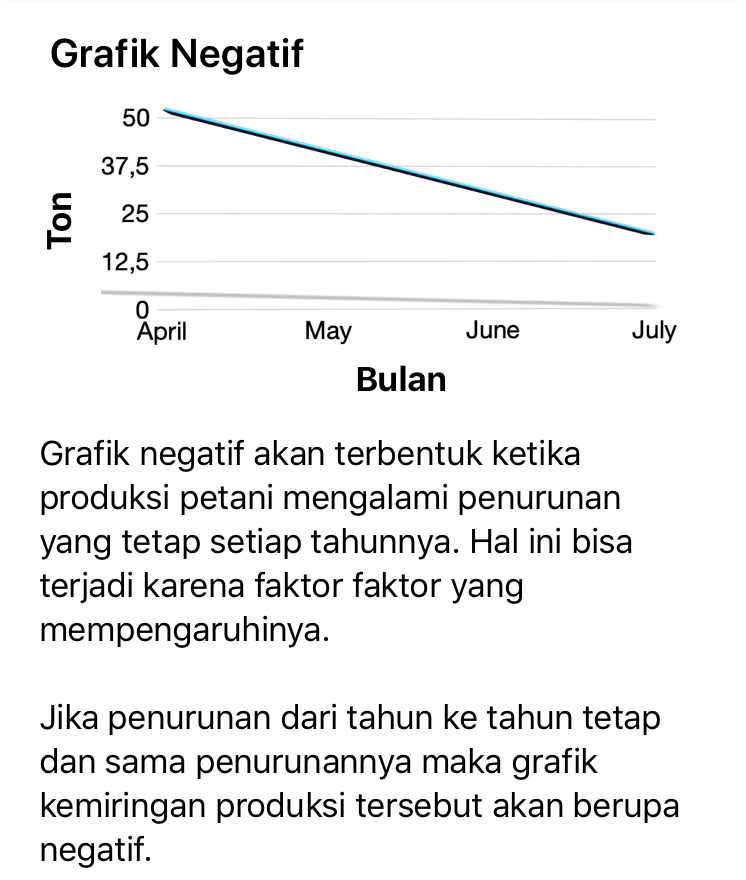 Grafik Negatif
50
37,5
Ton
25
12,5
0
April May June July
Bulan
Grafik negatif akan terbentuk ketika
produksi petani mengalami penurunan
yang tetap setiap tahunnya. Hal ini bisa
terjadi karena faktor faktor yang
mempengaruhinya.
Jika penurunan dari tahun ke tahun tetap
dan sama penurunannya maka grafik
kemiringan produksi tersebut akan berupa
negatif.